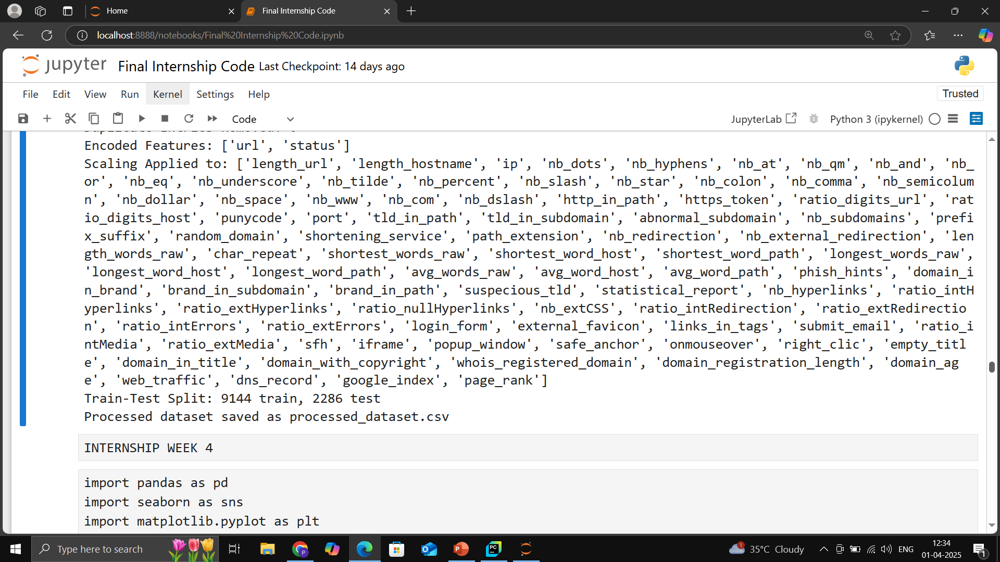 Home
Final Internship Code
localhost:8888/notebooks/Final%20Internship%20Code.ipynb
jupyter Final Internship Code Last Checkpoint: 14 days ago
File Edit View Run Kernel Settings Help
Trusted
Code
JupyterLab
Python 3 (ipykernel)
Encoded Features: ['url', 'status']
Scaling Applied to: ['length_url', 'length_hostname', 'ip', 'nb_dots', 'nb_hyphens', 'nb_at', 'nb_qm', 'nb_and', 'nb_
or', 'nb_eq', 'nb_underscore', 'nb_tilde', 'nb_percent', 'nb_slash', 'nb_star', 'nb_colon', 'nb_comma', 'nb_semicolum
n', 'nb_dollar', 'nb_space', 'nb_www', 'nb_com', 'nb_dslash', 'http_in_path', 'https_token', 'ratio_digits_url', 'rat
io_digits_host', 'punycode', 'port', 'tld_in_path', 'tld_in_subdomain', 'abnormal_subdomain', 'nb_subdomains', 'prefi
x_suffix', 'random_domain', 'shortening_service', 'path_extension', 'nb_redirection', 'nb_external_redirection', 'len
gth_words_raw', 'char_repeat', 'shortest_words_raw', 'shortest_word_host', 'shortest_word_path', 'longest_words_raw',
'longest_word_host', 'longest_word_path', 'avg_words_raw', 'avg_word_host', 'avg_word_path', 'phish_hints', 'domain_i
n_brand', 'brand_in_subdomain', 'brand_in_path', 'suspecious_tld', 'statistical_report', 'nb_hyperlinks', 'ratio_intH
yperlinks', 'ratio_extHyperlinks', 'ratio_nullHyperlinks', 'nb_extCSS', 'ratio_intRedirection', 'ratio_extRedirectio
n', 'ratio_intErrors', 'ratio_extErrors', 'login_form', 'external_favicon', 'links_in_tags', 'submit_email', 'ratio_i
ntMedia', 'ratio_extMedia', 'sfh', 'iframe', 'popup_window', 'safe_anchor', 'onmouseover', 'right_clic', 'empty_titl
e', 'domain_in_title', 'domain_with_copyright', 'whois_registered_domain', 'domain_registration_length', 'domain_ag
e', 'web_traffic', 'dns_record', 'google_index', 'page_rank']
Train-Test Split: 9144 train, 2286 test
Processed dataset saved as processed_dataset.csv
INTERNSHIP WEEK 4
import pandas as pd
import seaborn as sns
import matplotlib.pyplot as plt
Type here to search
35°C Cloudy
ENG
12:34
01-04-2025